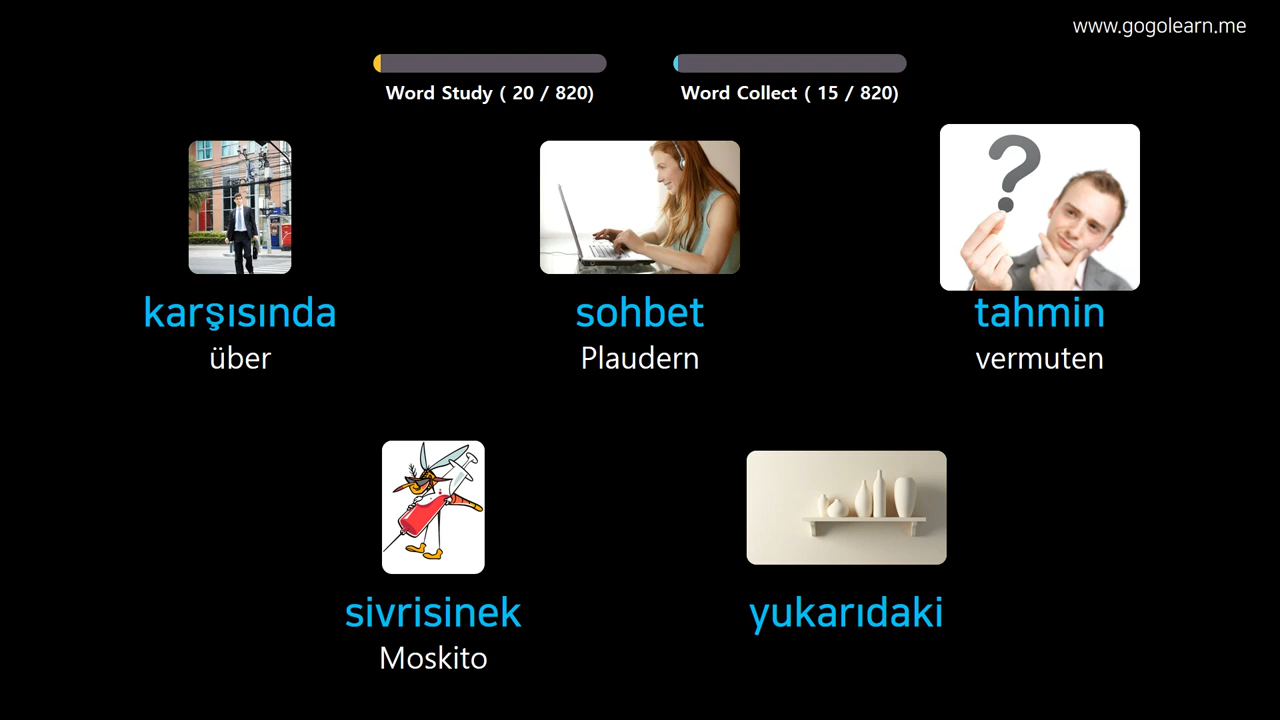 www.gogolearn.me
Word Study ( 20 / 820)
Word Collect ( 15 / 820)
karşısında
über
sohbet
Plaudern
tahmin
vermuten
sivrisinek
Moskito
yukarıdaki